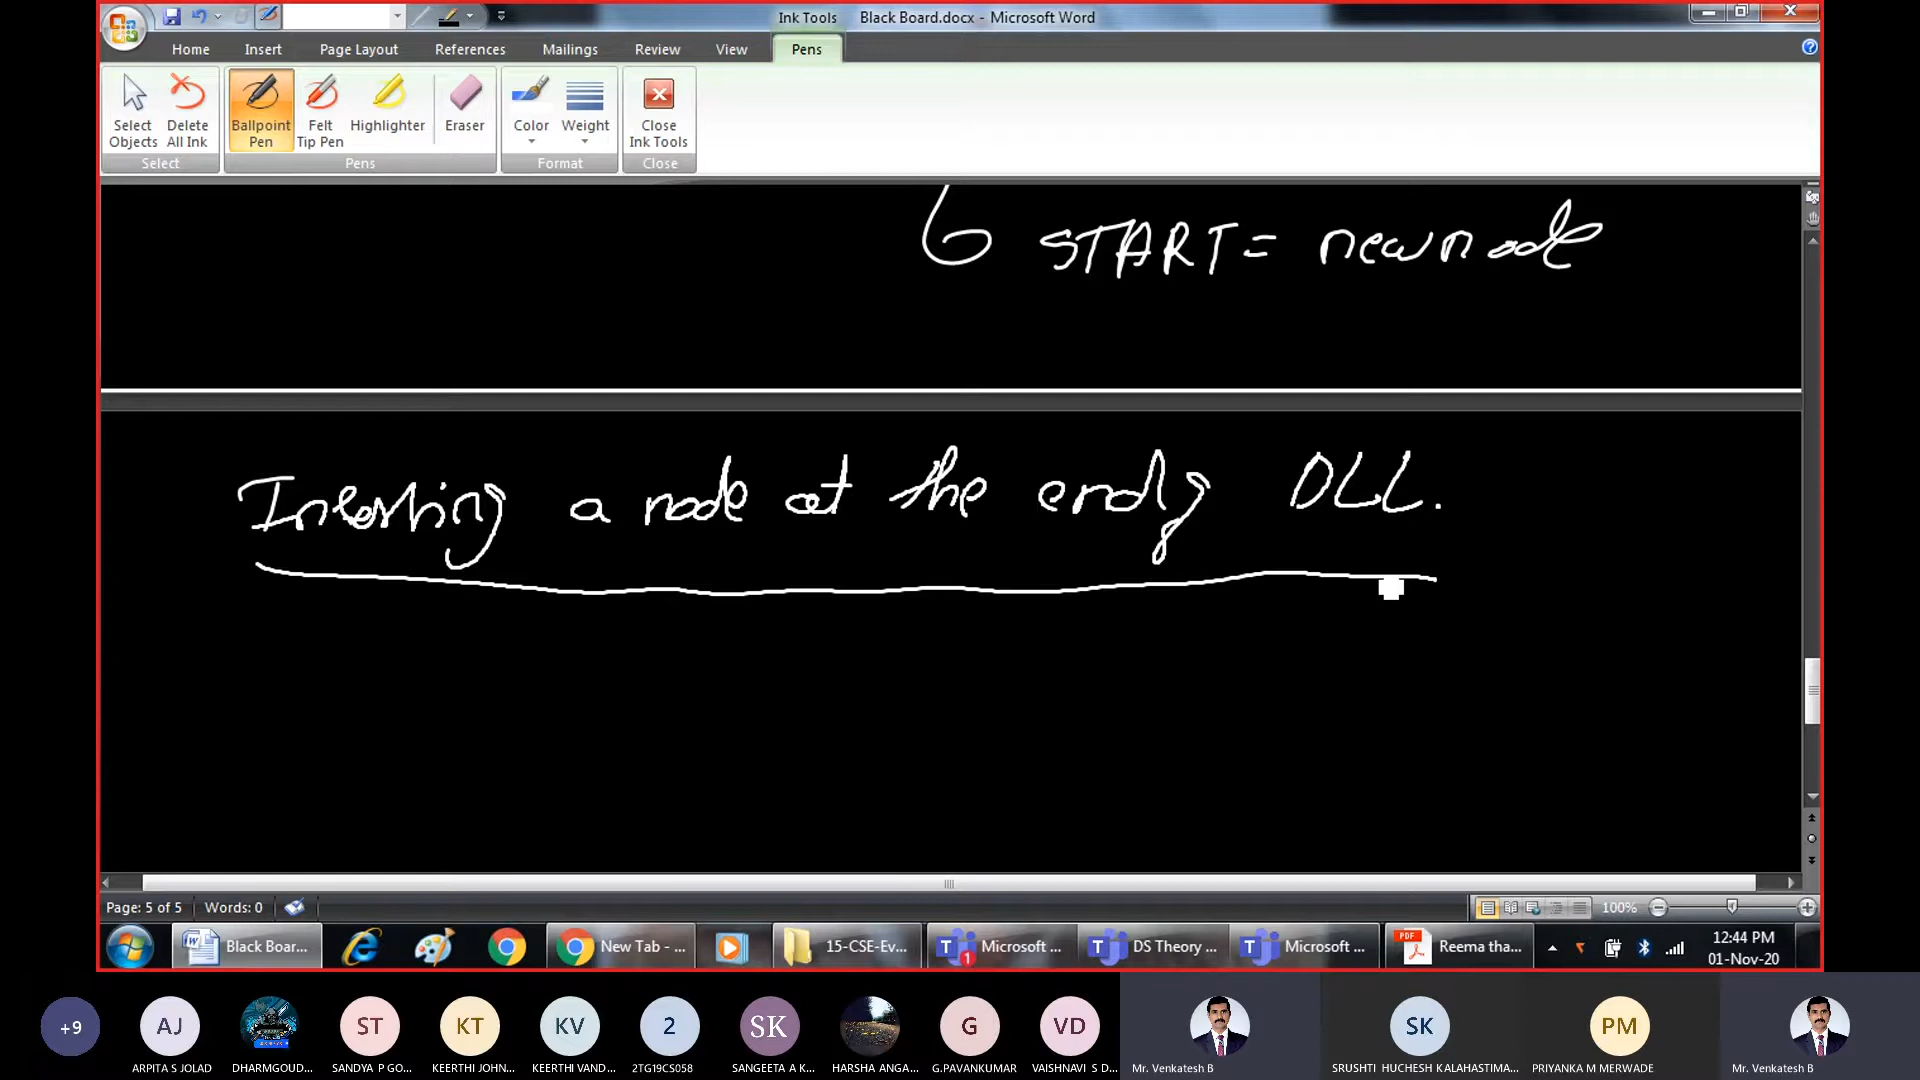 Ink Tools Black Board.docx - Microsoft Word
Home Insert Page Layout References Mailings Review View Pens
Select Objects Delete All Ink Ballpoint Pen Felt Tip Pen Highlighter Eraser Color Weight Close Ink Tools
Select Pens Format Close
6 START = newnode
Inserting a node at the end of DLL.
Page: 5 of 5 Words: 0 100%
Black Boar... New Tab - ... 15-CSE-Ev... Microsoft ... DS Theory ... Microsoft ... Reema tha... 12:44 PM
01-Nov-20
+9 AJ ST KT KV 2 SK G VD SK PM
ARPITA S JOLAD DHARMGOUD... SANDYA P GO... KEERTHI JOHN... KEERTHI VAND... 2TG19CS058 SANGEETA A K... HARSHA ANGA... G.PAVANKUMAR VAISHNAVI S D... Mr. Venkatesh B SRUSHTI HUCHESH KALAHASTIMA... PRIYANKA M MERWADE Mr. Venkatesh B